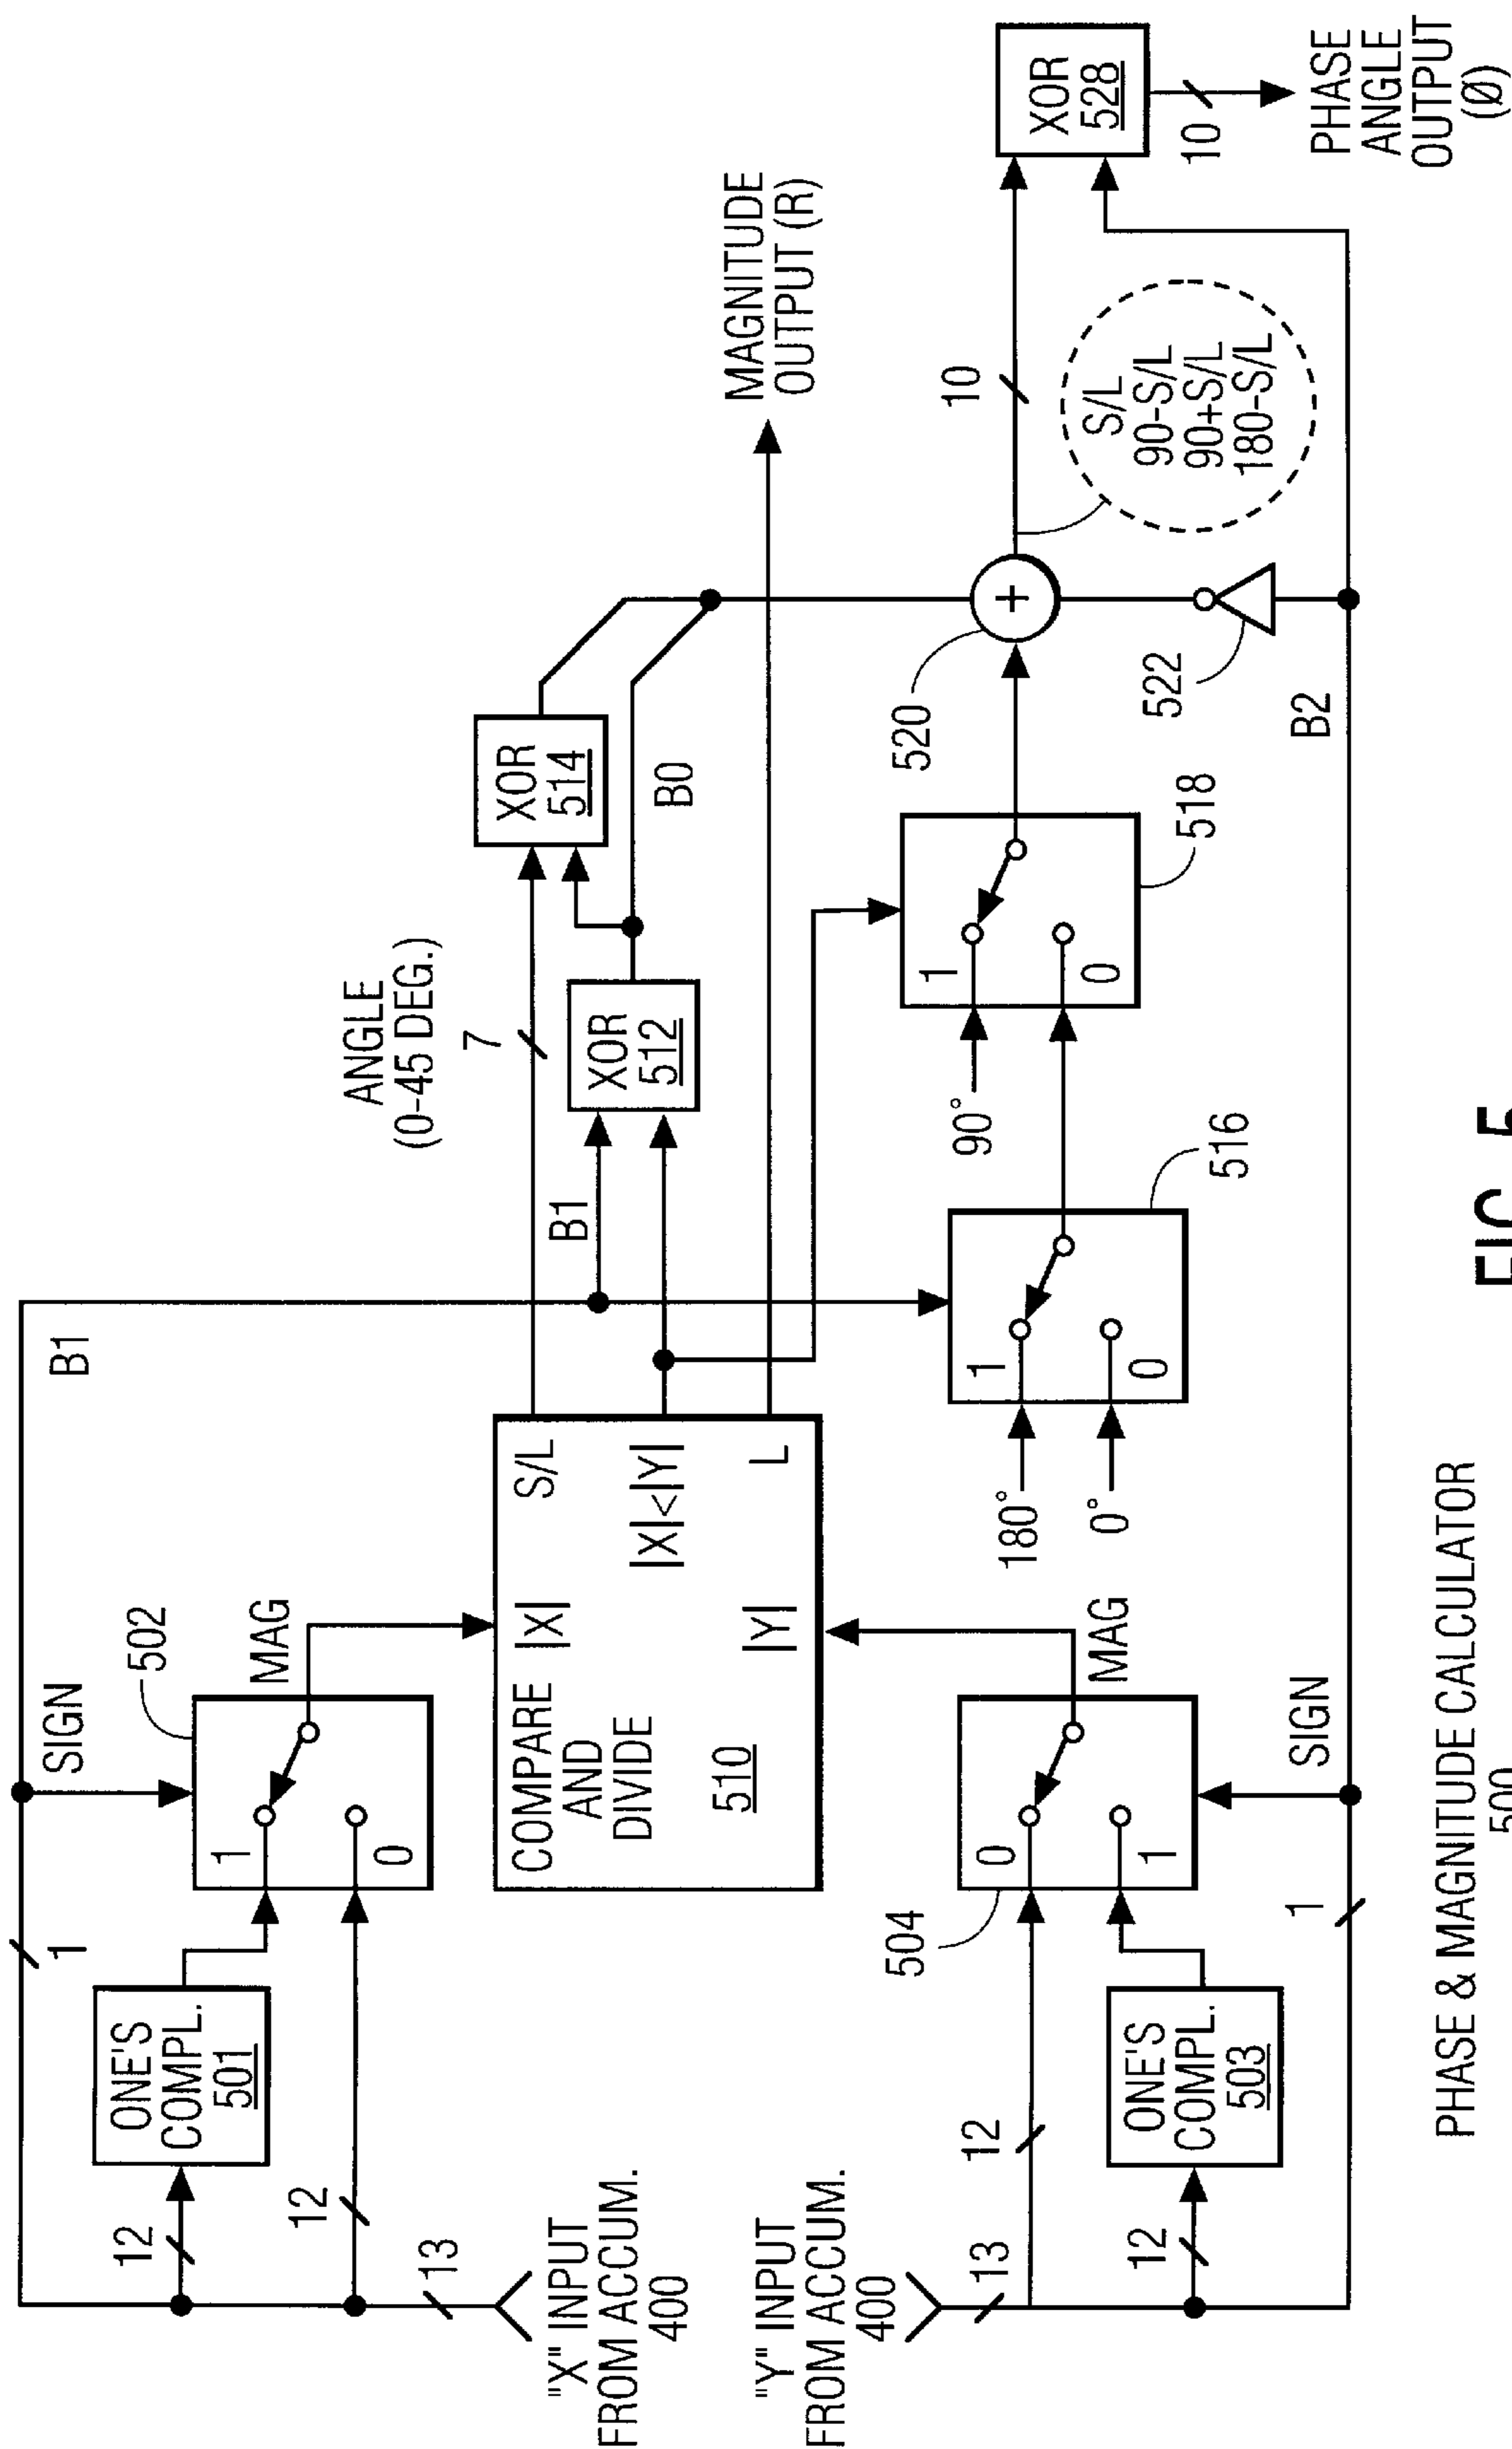 "X" INPUT
FROM ACCUM.
400
13
12
12
ONE'S
COMPL.
501
1
SIGN
502
1
0
MAG
B1
"Y" INPUT
FROM ACCUM.
400
13
12
12
ONE'S
COMPL.
503
504
0
1
MAG
SIGN
1
COMPARE
AND
DIVIDE
510
|X|
|Y|
S/L
|X|<|Y|
L
B1
ANGLE
(0-45 DEG.)
7
XOR
512
XOR
514
B0
180°
0°
1
0
516
90°
1
0
518
520
522
B2
MAGNITUDE
OUTPUT (R)
10
S/L
90-S/L
90+S/L
180-S/L
XOR
528
10
PHASE
ANGLE
OUTPUT
(Ø)
PHASE & MAGNITUDE CALCULATOR
500
FIG. 5